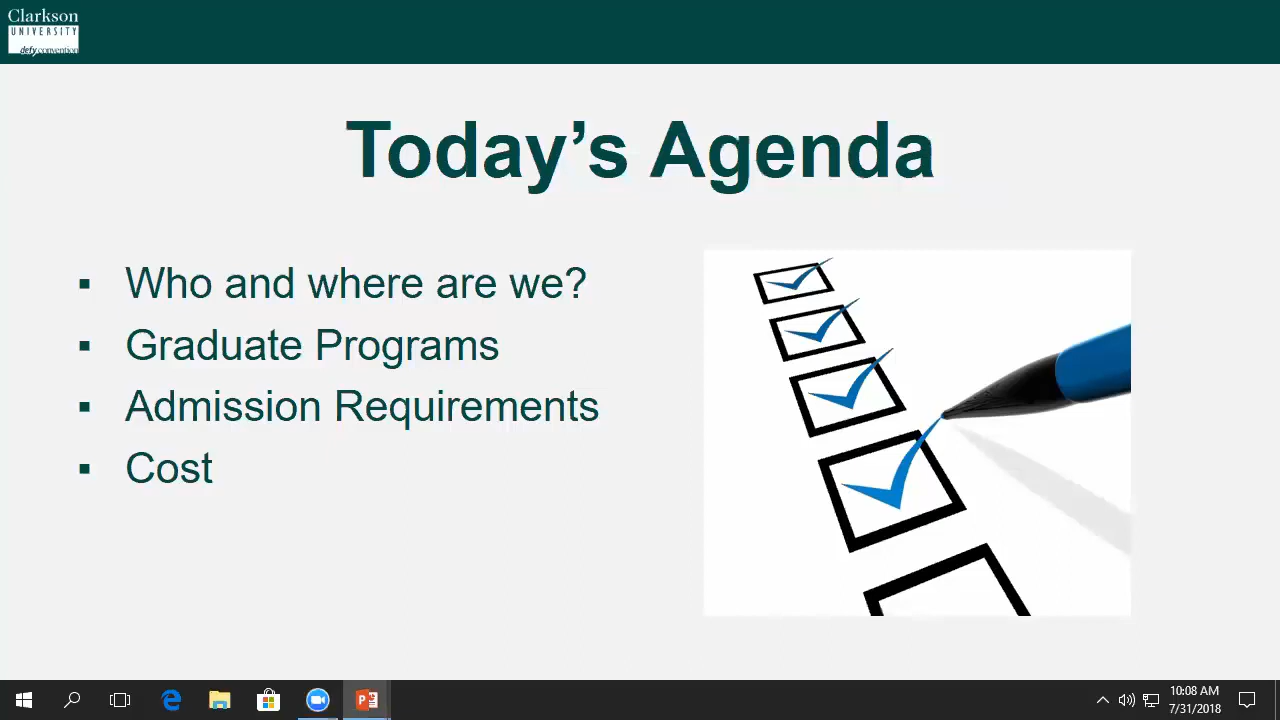 Clarkson
UNIVERSITY
defy convention
Today’s Agenda
▪ Who and where are we?
▪ Graduate Programs
▪ Admission Requirements
▪ Cost
10:08 AM
7/31/2018